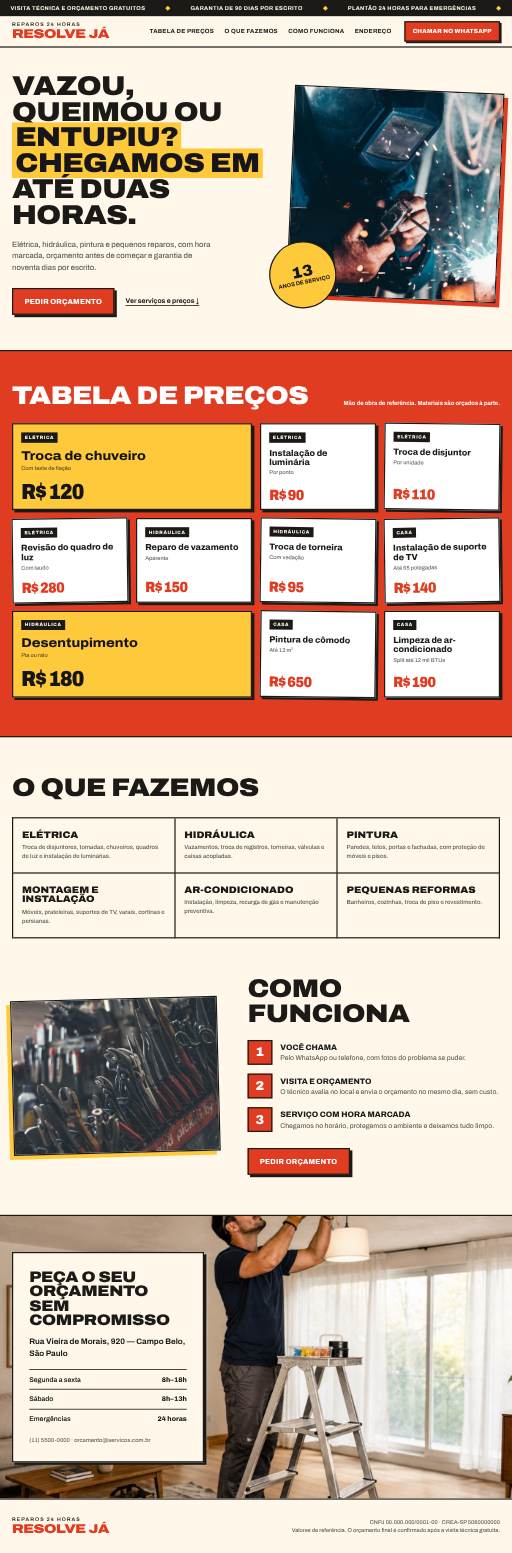 VISITA TÉCNICA E ORÇAMENTO GRATUITOS ◆ GARANTIA DE 90 DIAS POR ESCRITO ◆ PLANTÃO 24 HORAS PARA EMERGÊNCIAS ◆
REPAROS 24 HORAS
RESOLVE JÁ
TABELA DE PREÇOS O QUE FAZEMOS COMO FUNCIONA ENDEREÇO CHAMAR NO WHATSAPP
VAZOU,
QUEIMOU OU
ENTUPIU?
CHEGAMOS EM
ATÉ DUAS
HORAS.
Elétrica, hidráulica, pintura e pequenos reparos, com hora
marcada, orçamento antes de começar e garantia de
noventa dias por escrito.
PEDIR ORÇAMENTO Ver serviços e preços ↓
13
ANOS DE SERVIÇO
TABELA DE PREÇOS
Mão de obra de referência. Materiais são orçados à parte.
ELÉTRICA
Troca de chuveiro
Com teste de fiação
R$ 120
ELÉTRICA
Instalação de
luminária
Por ponto
R$ 90
ELÉTRICA
Troca de disjuntor
Por unidade
R$ 110
ELÉTRICA
Revisão do quadro de
luz
Com laudo
R$ 280
HIDRÁULICA
Reparo de vazamento
Aparente
R$ 150
HIDRÁULICA
Troca de torneira
Com vedação
R$ 95
CASA
Instalação de suporte
de TV
Até 65 polegadas
R$ 140
HIDRÁULICA
Desentupimento
Pia ou ralo
R$ 180
CASA
Pintura de cômodo
Até 12 m²
R$ 650
CASA
Limpeza de ar-
condicionado
Split até 12 mil BTUs
R$ 190
O QUE FAZEMOS
ELÉTRICA
Troca de disjuntores, tomadas, chuveiros, quadros
de luz e instalação de luminárias.
HIDRÁULICA
Vazamentos, troca de registros, torneiras, válvulas e
caixas acopladas.
PINTURA
Paredes, tetos, portas e fachadas, com proteção de
móveis e pisos.
MONTAGEM E
INSTALAÇÃO
Móveis, prateleiras, suportes de TV, varais, cortinas e
persianas.
AR-CONDICIONADO
Instalação, limpeza, recarga de gás e manutenção
preventiva.
PEQUENAS REFORMAS
Banheiros, cozinhas, troca de piso e revestimento.
COMO
FUNCIONA
1 VOCÊ CHAMA
Pelo WhatsApp ou telefone, com fotos do problema se puder.
2 VISITA E ORÇAMENTO
O técnico avalia no local e envia o orçamento no mesmo dia, sem custo.
3 SERVIÇO COM HORA MARCADA
Chegamos no horário, protegemos o ambiente e deixamos tudo limpo.
PEDIR ORÇAMENTO
PEÇA O SEU
ORÇAMENTO
SEM
COMPROMISSO
Rua Vieira de Morais, 920 — Campo Belo,
São Paulo
Segunda a sexta 8h–18h
Sábado 8h–13h
Emergências 24 horas
(11) 5500-0000 · orcamento@servicos.com.br
REPAROS 24 HORAS
RESOLVE JÁ
CNPJ 00.000.000/0001-00 · CREA-SP 5060000000
Valores de referência. O orçamento final é confirmado após a visita técnica gratuita.